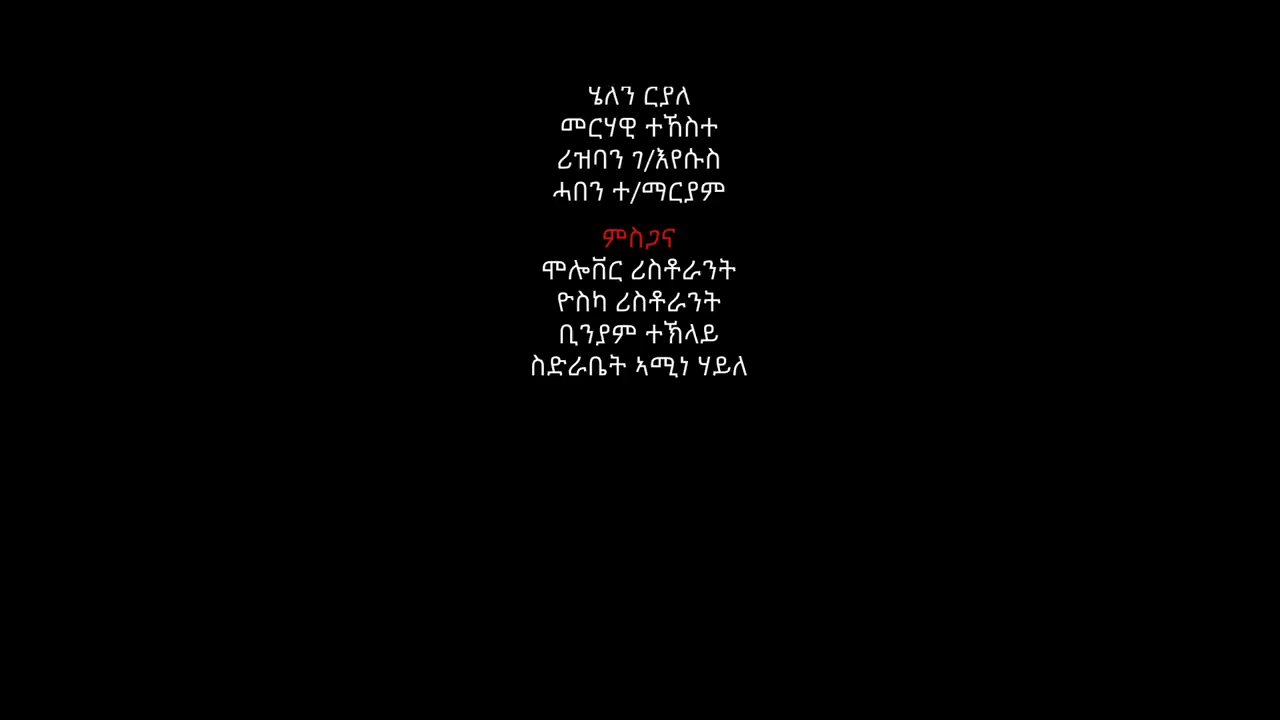 ሄለን ርያለ
መርሃዊ ተኸስተ
ሪዝባን ገ/እየሱስ
ሓበን ተ/ማርያም
ምስጋና
ሞሎቨር ሪስቶራንት
ዮስካ ሪስቶራንት
ቢንያም ተኽላይ
ስድራቤት ኣሚነ ሃይለ